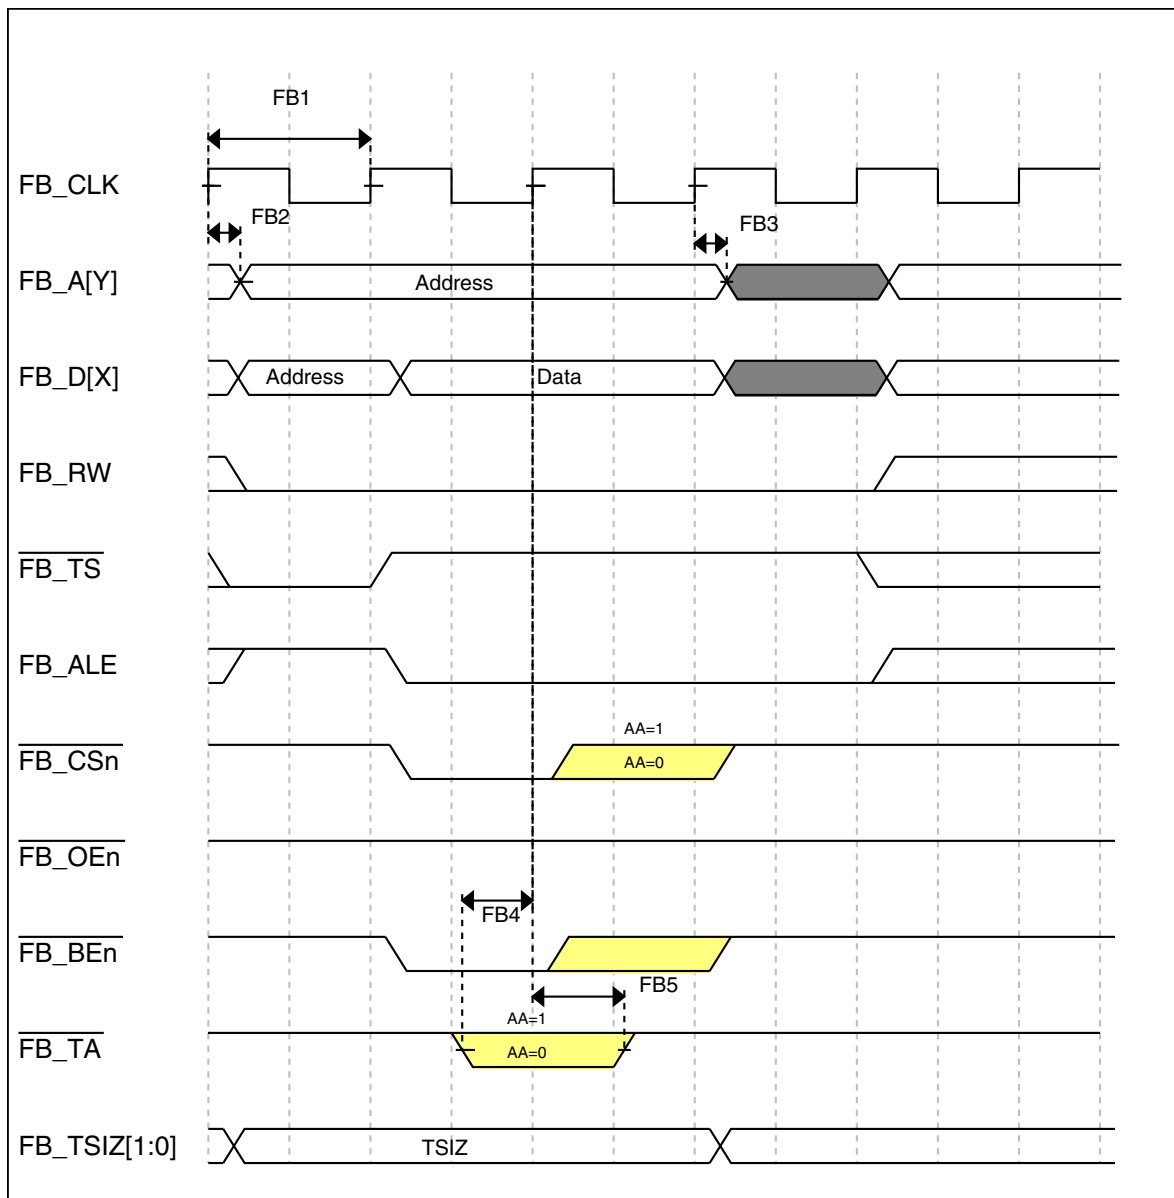 FB1
FB_CLK
FB2
FB3
FB_A[Y]
Address
FB_D[X]
Address
Data
FB_RW
FB_TS
FB_ALE
AA=1
FB_CSn
AA=0
FB_OEn
FB4
FB_BEn
FB5
AA=1
FB_TA
AA=0
FB_TSIZ[1:0]
TSIZ